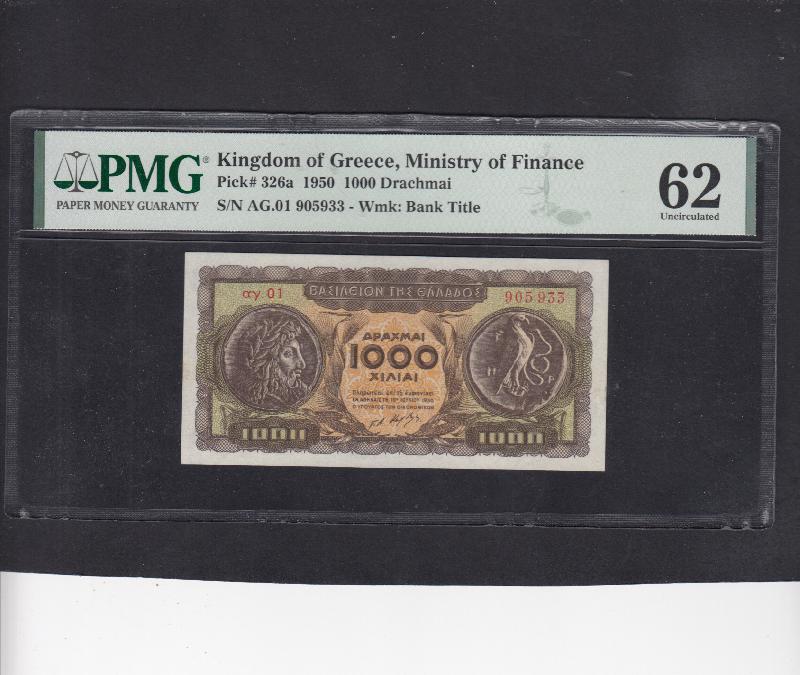 PMG®
PAPER MONEY GUARANTY
Kingdom of Greece, Ministry of Finance
Pick# 326a 1950 1000 Drachmai
S/N AG.01 905933 - Wmk: Bank Title
62
Uncirculated
ΒΑΣΙΛΕΙΟΝ ΤΗΣ ΕΛΛΑΔΟΣ
αγ.01
905933
ΔΡΑΧΜΑΙ
1000
ΧΙΛΙΑΙ
1000
1000